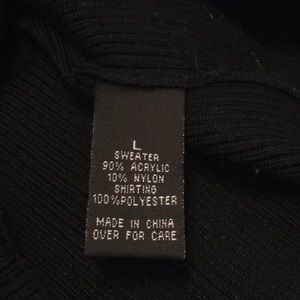 L
SWEATER
90% ACRYLIC
10% NYLON
SHIRTING
100%POLYESTER
MADE IN CHINA
OVER FOR CARE